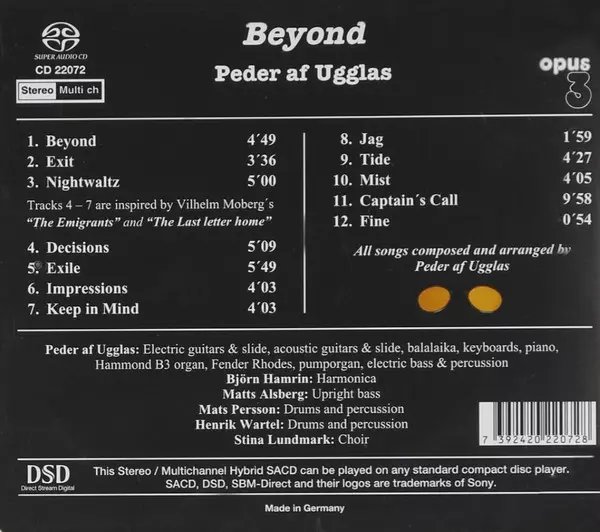 Beyond
Peder af Ugglas
SUPER AUDIO CD
CD 22072
Stereo Multi ch
opus
3
1. Beyond 4´49
2. Exit 3´36
3. Nightwaltz 5´00
Tracks 4 – 7 are inspired by Vilhelm Moberg´s
"The Emigrants" and "The Last letter home"
4. Decisions 5´09
5. Exile 5´49
6. Impressions 4´03
7. Keep in Mind 4´03
8. Jag 1´59
9. Tide 4´27
10. Mist 4´05
11. Captain´s Call 9´58
12. Fine 0´54
All songs composed and arranged by
Peder af Ugglas
Peder af Ugglas: Electric guitars & slide, acoustic guitars & slide, balalaika, keyboards, piano,
Hammond B3 organ, Fender Rhodes, pumporgan, electric bass & percussion
Björn Hamrin: Harmonica
Matts Alsberg: Upright bass
Mats Persson: Drums and percussion
Henrik Wartel: Drums and percussion
Stina Lundmark: Choir
7 392420 220728
DSD
Direct Stream Digital
This Stereo / Multichannel Hybrid SACD can be played on any standard compact disc player.
SACD, DSD, SBM-Direct and their logos are trademarks of Sony.
Made in Germany